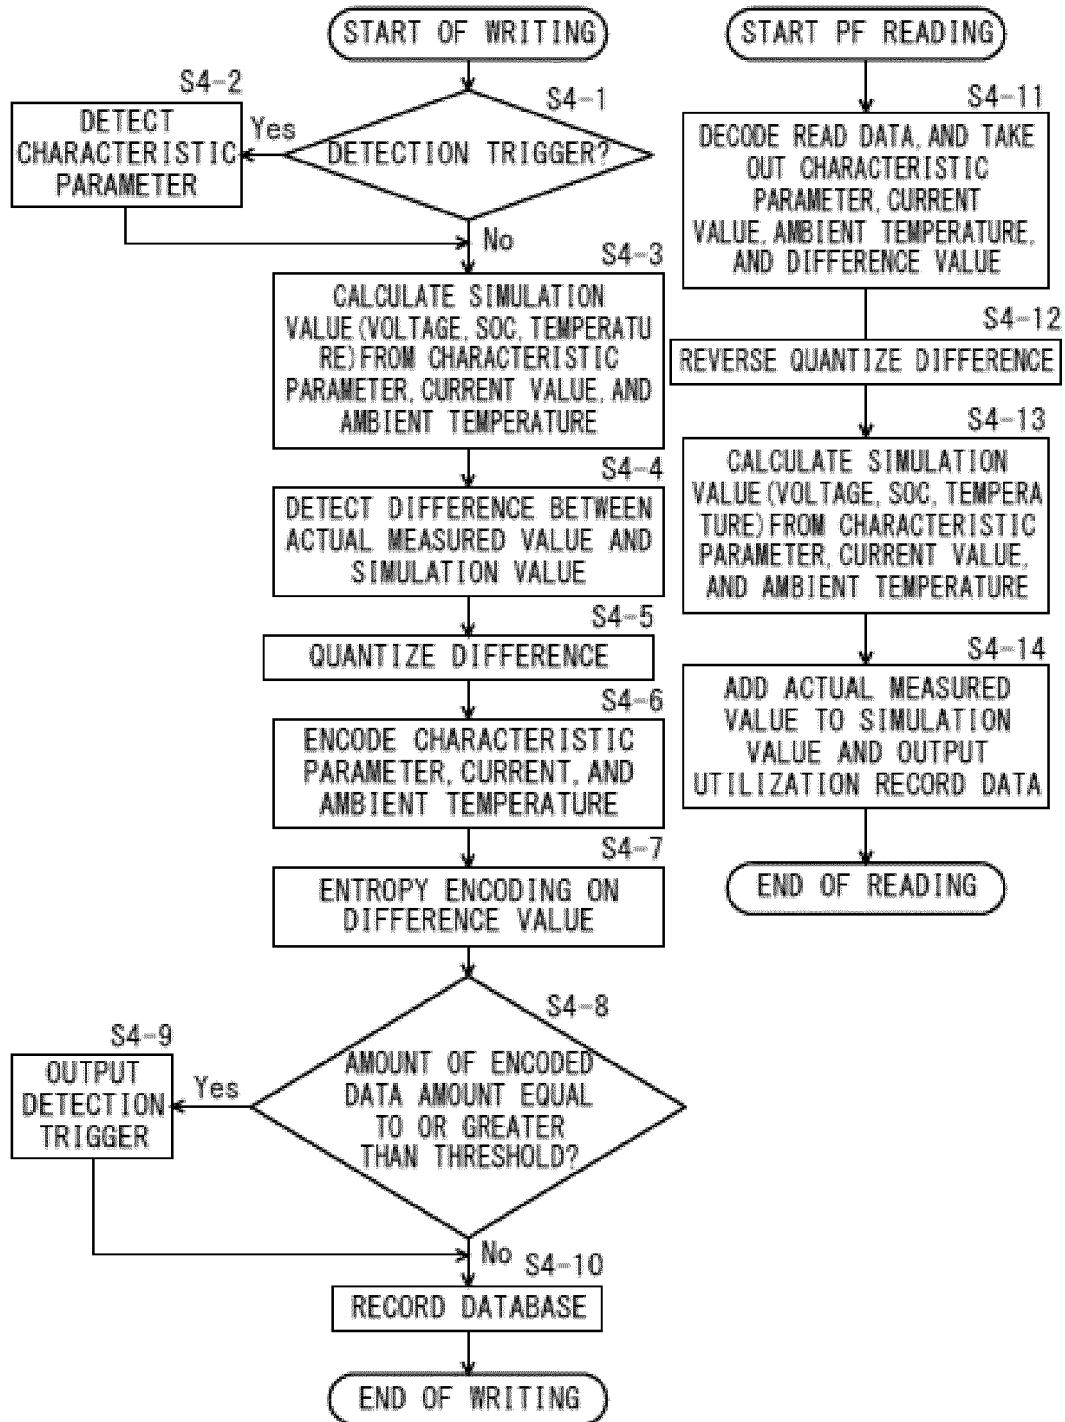 START OF WRITING
S4-1
DETECTION TRIGGER?
Yes
S4-2
DETECT
CHARACTERISTIC
PARAMETER
No
S4-3
CALCULATE SIMULATION
VALUE(VOLTAGE,SOC,TEMPERATU
RE)FROM CHARACTERISTIC
PARAMETER,CURRENT VALUE,AND
AMBIENT TEMPERATURE
S4-4
DETECT DIFFERENCE BETWEEN
ACTUAL MEASURED VALUE AND
SIMULATION VALUE
S4-5
QUANTIZE DIFFERENCE
S4-6
ENCODE CHARACTERISTIC
PARAMETER,CURRENT,AND
AMBIENT TEMPERATURE
S4-7
ENTROPY ENCODING ON
DIFFERENCE VALUE
S4-8
AMOUNT OF ENCODED
DATA AMOUNT EQUAL
TO OR GREATER
THAN THRESHOLD?
Yes
S4-9
OUTPUT
DETECTION
TRIGGER
No
S4-10
RECORD DATABASE
END OF WRITING
START PF READING
S4-11
DECODE READ DATA,AND TAKE
OUT CHARACTERISTIC
PARAMETER,CURRENT
VALUE,AMBIENT TEMPERATURE,
AND DIFFERENCE VALUE
S4-12
REVERSE QUANTIZE DIFFERENCE
S4-13
CALCULATE SIMULATION
VALUE(VOLTAGE,SOC,TEMPERA
TURE)FROM CHARACTERISTIC
PARAMETER,CURRENT VALUE,
AND AMBIENT TEMPERATURE
S4-14
ADD ACTUAL MEASURED
VALUE TO SIMULATION
VALUE AND OUTPUT
UTILIZATION RECORD DATA
END OF READING